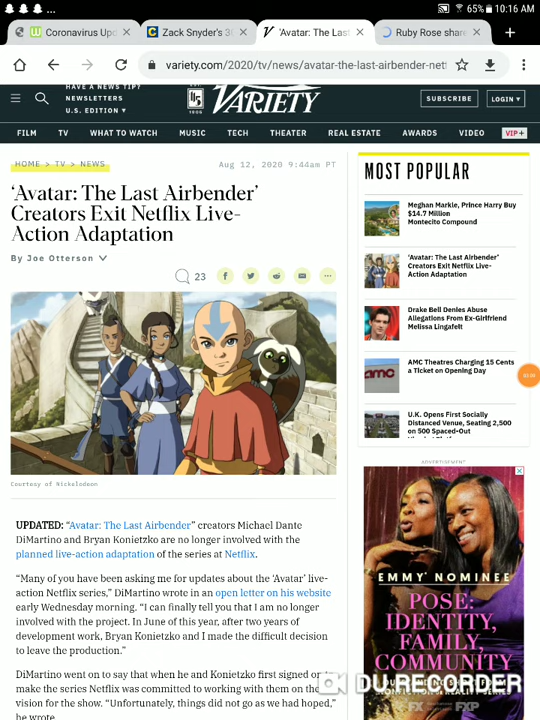 65% 10:16 AM
Coronavirus Upd
Zack Snyder's 3
'Avatar: The Las
Ruby Rose share
variety.com/2020/tv/news/avatar-the-last-airbender-netf
HAVE A NEWS TIP?
NEWSLETTERS
U.S. EDITION
VARIETY
SUBSCRIBE
LOGIN
FILM TV WHAT TO WATCH MUSIC TECH THEATER REAL ESTATE AWARDS VIDEO VIP+
HOME > TV > NEWS
Aug 12, 2020 9:44am PT
'Avatar: The Last Airbender'
Creators Exit Netflix Live-
Action Adaptation
By Joe Otterson
23
Courtesy of Nickelodeon
UPDATED: "Avatar: The Last Airbender" creators Michael Dante
DiMartino and Bryan Konietzko are no longer involved with the
planned live-action adaptation of the series at Netflix.
"Many of you have been asking me for updates about the 'Avatar' live-
action Netflix series," DiMartino wrote in an open letter on his website
early Wednesday morning. "I can finally tell you that I am no longer
involved with the project. In June of this year, after two years of
development work, Bryan Konietzko and I made the difficult decision
to leave the production."
DiMartino went on to say that when he and Konietzko first signed on to
make the series Netflix was committed to working with them on the
vision for the show. "Unfortunately, things did not go as we had hoped,"
he wrote.
MOST POPULAR
Meghan Markle, Prince Harry Buy
$14.7 Million
Montecito Compound
'Avatar: The Last Airbender'
Creators Exit Netflix Live-
Action Adaptation
Drake Bell Denies Abuse
Allegations From Ex-Girlfriend
Melissa Lingafelt
amc
AMC Theatres Charging 15 Cents
a Ticket on Opening Day
U.K. Opens First Socially
Distanced Venue, Seating 2,500
on 500 Spaced-Out
ADVERTISEMENT
EMMY NOMINEE
POSE:
IDENTITY,
FAMILY,
COMMUNITY
DU RECORDER
FX FXP